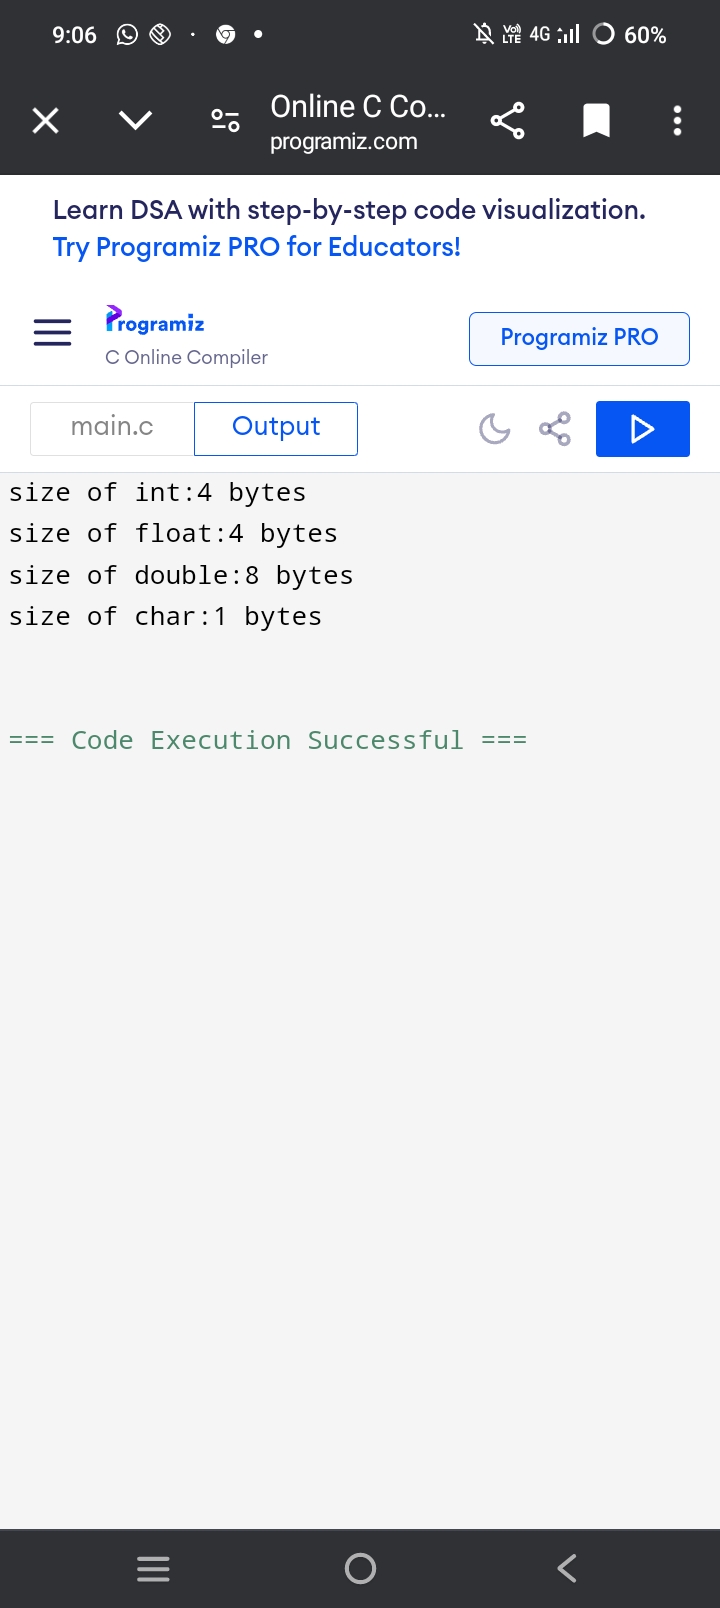 9:06
Vo)) LTE 4G 60%
Online C Co...
programiz.com
Learn DSA with step-by-step code visualization.
Try Programiz PRO for Educators!
Programiz
C Online Compiler
Programiz PRO
main.c
Output
size of int:4 bytes
size of float:4 bytes
size of double:8 bytes
size of char:1 bytes
=== Code Execution Successful ===